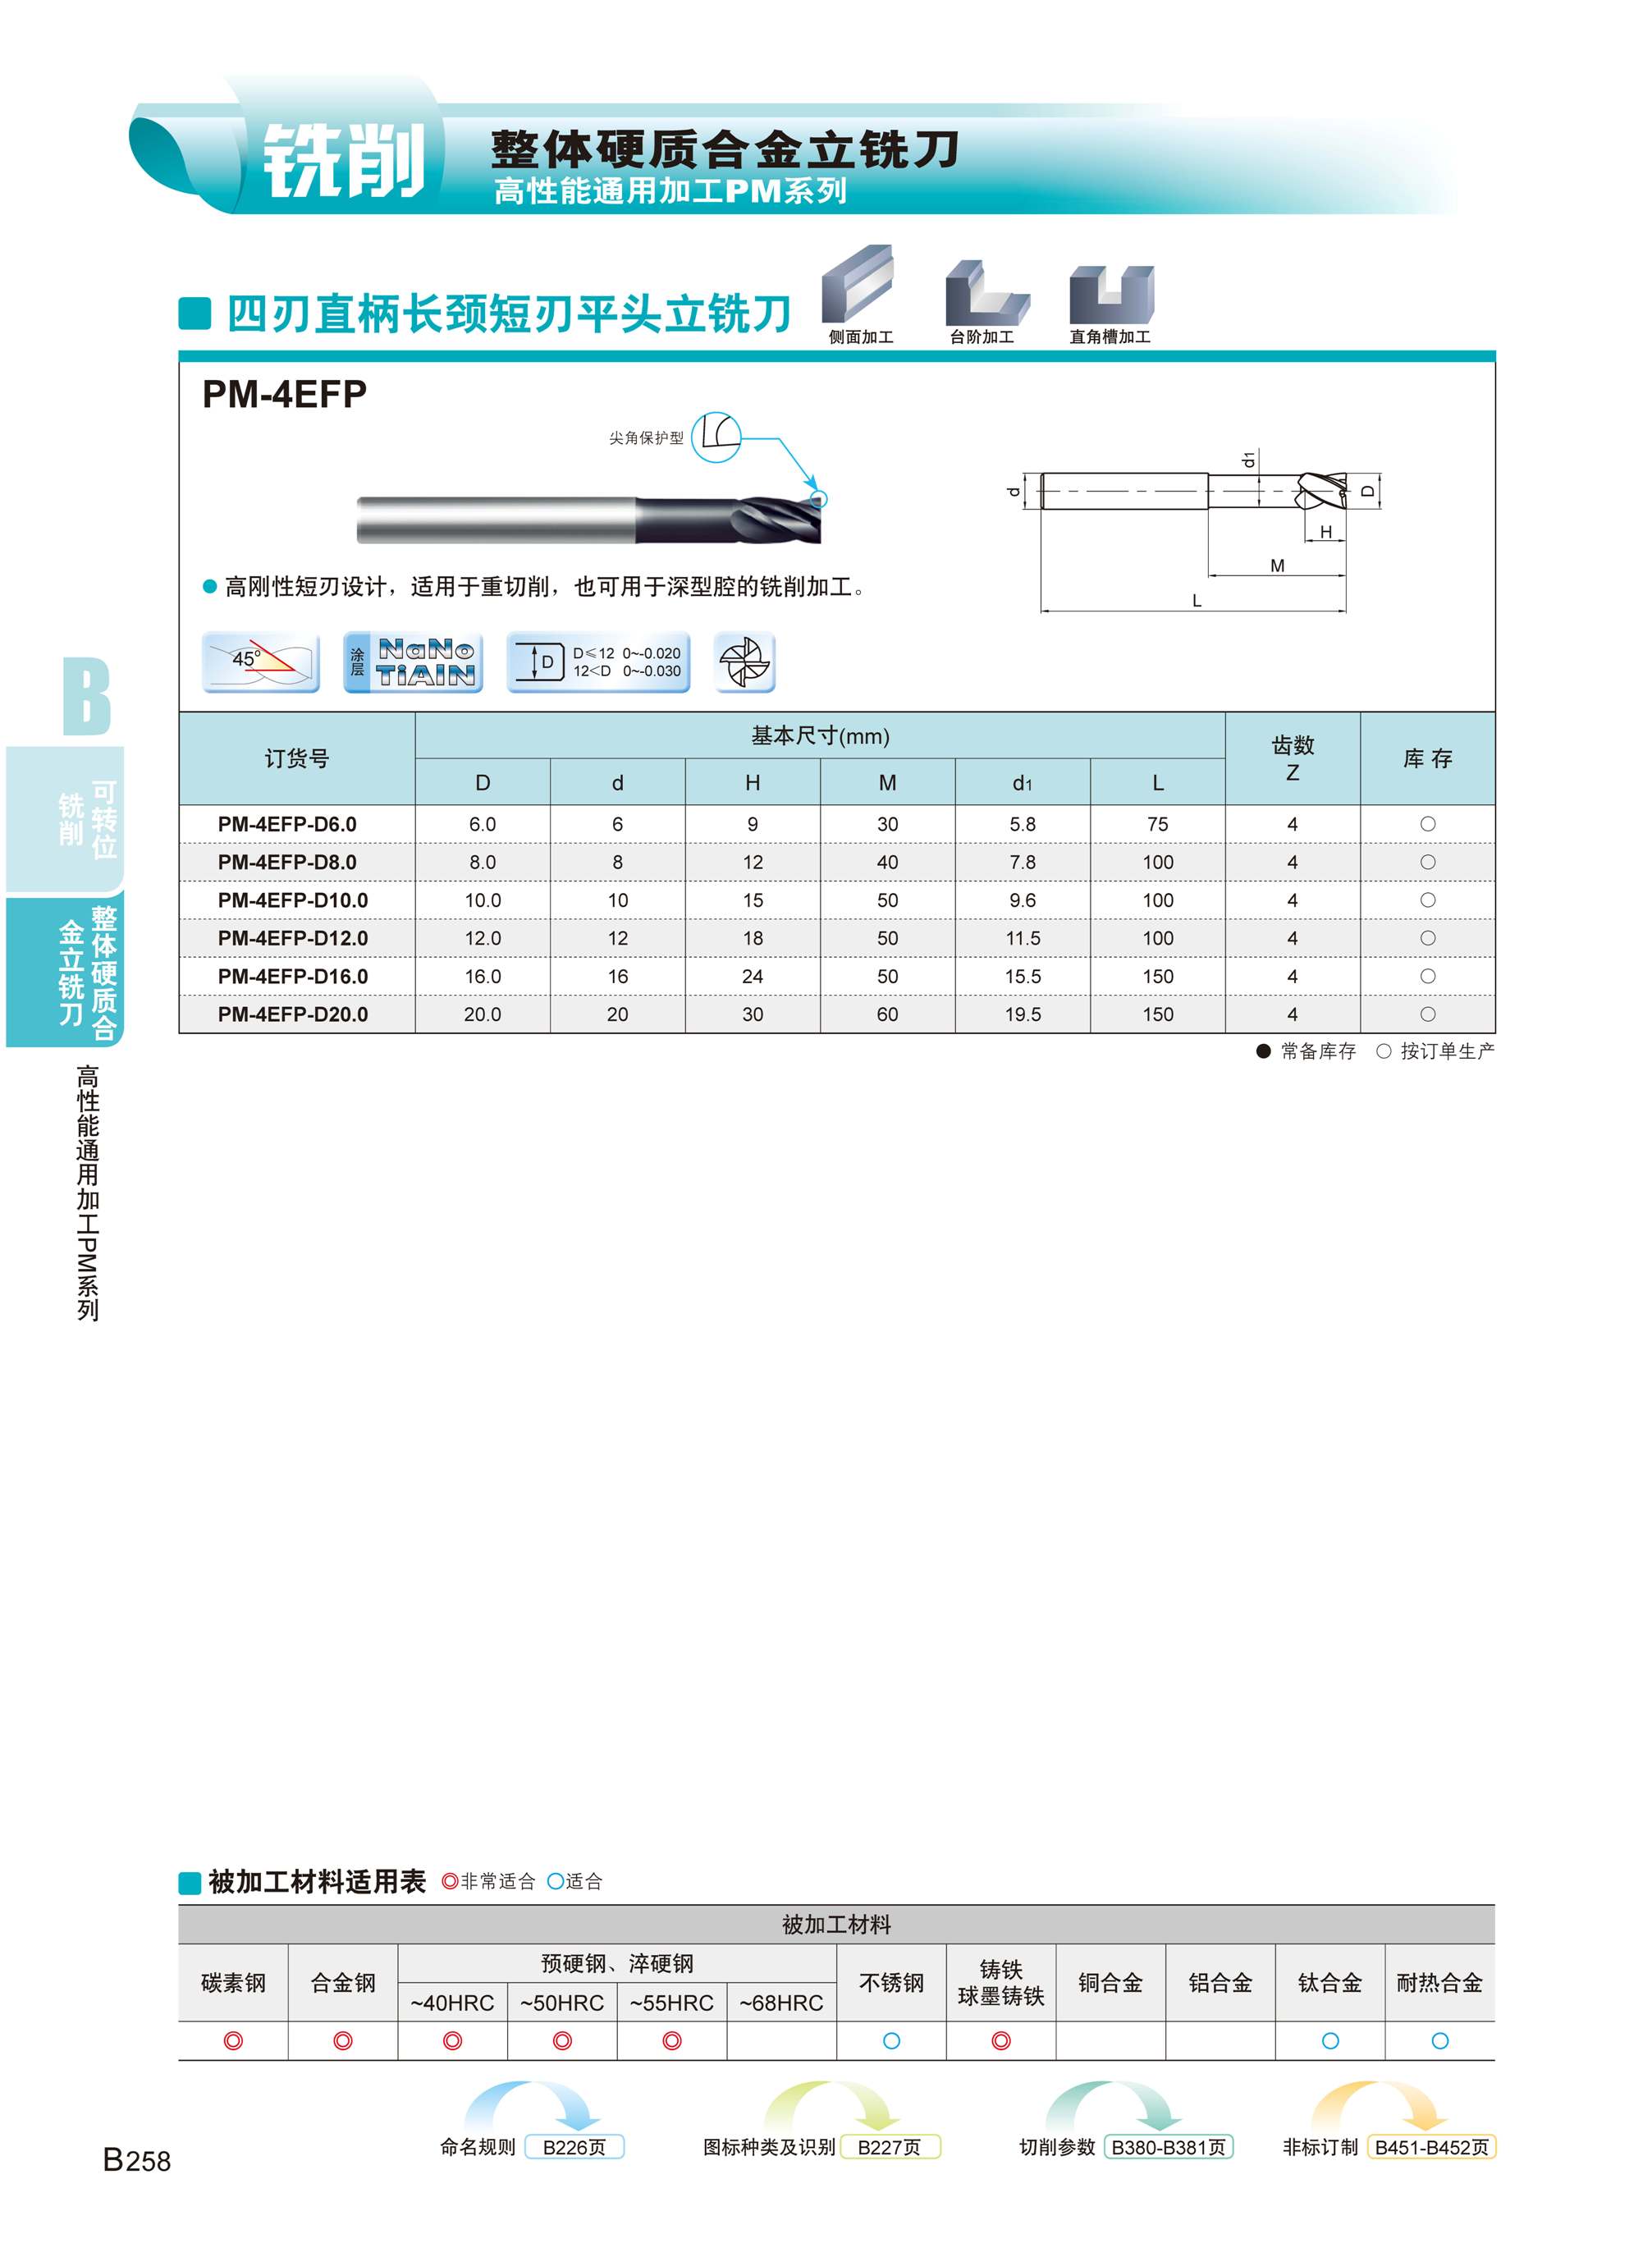 铣削
整体硬质合金立铣刀
高性能通用加工PM系列
四刃直柄长颈短刃平头立铣刀
侧面加工 台阶加工 直角槽加工
PM-4EFP
尖角保护型
d d1 D
H
M
L
高刚性短刃设计，适用于重切削，也可用于深型腔的铣削加工。
45°
涂层
NaNo
TiAlN
D
D≤12 0~-0.020
12<D 0~-0.030
订货号 基本尺寸(mm) 齿数 Z 库 存
D d H M d1 L
PM-4EFP-D6.0 6.0 6 9 30 5.8 75 4 ○
PM-4EFP-D8.0 8.0 8 12 40 7.8 100 4 ○
PM-4EFP-D10.0 10.0 10 15 50 9.6 100 4 ○
PM-4EFP-D12.0 12.0 12 18 50 11.5 100 4 ○
PM-4EFP-D16.0 16.0 16 24 50 15.5 150 4 ○
PM-4EFP-D20.0 20.0 20 30 60 19.5 150 4 ○
● 常备库存 ○ 按订单生产
B
可转位
铣削
整体硬质合
金立铣刀
高性能通用加工PM系列
被加工材料适用表 ◎非常适合 ○适合
被加工材料
碳素钢 合金钢 预硬钢、淬硬钢 不锈钢 铸铁 球墨铸铁 铜合金 铝合金 钛合金 耐热合金
~40HRC ~50HRC ~55HRC ~68HRC
◎ ◎ ◎ ◎ ◎ ○ ◎ ○ ○
命名规则 B226页 图标种类及识别 B227页 切削参数 B380-B381页 非标订制 B451-B452页
B258